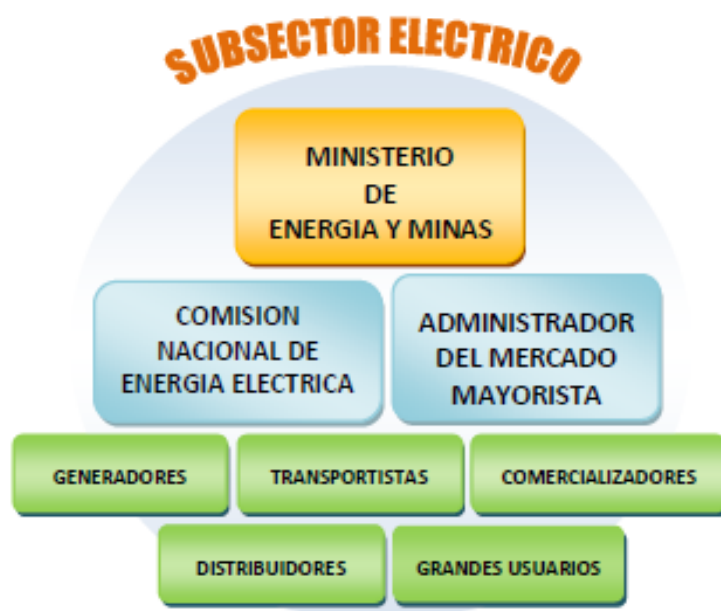 SUBSECTOR ELECTRICO
MINISTERIO
DE
ENERGIA Y MINAS
COMISION
NACIONAL DE
ENERGIA ELECTRICA
ADMINISTRADOR
DEL MERCADO
MAYORISTA
GENERADORES
TRANSPORTISTAS
COMERCIALIZADORES
DISTRIBUIDORES
GRANDES USUARIOS